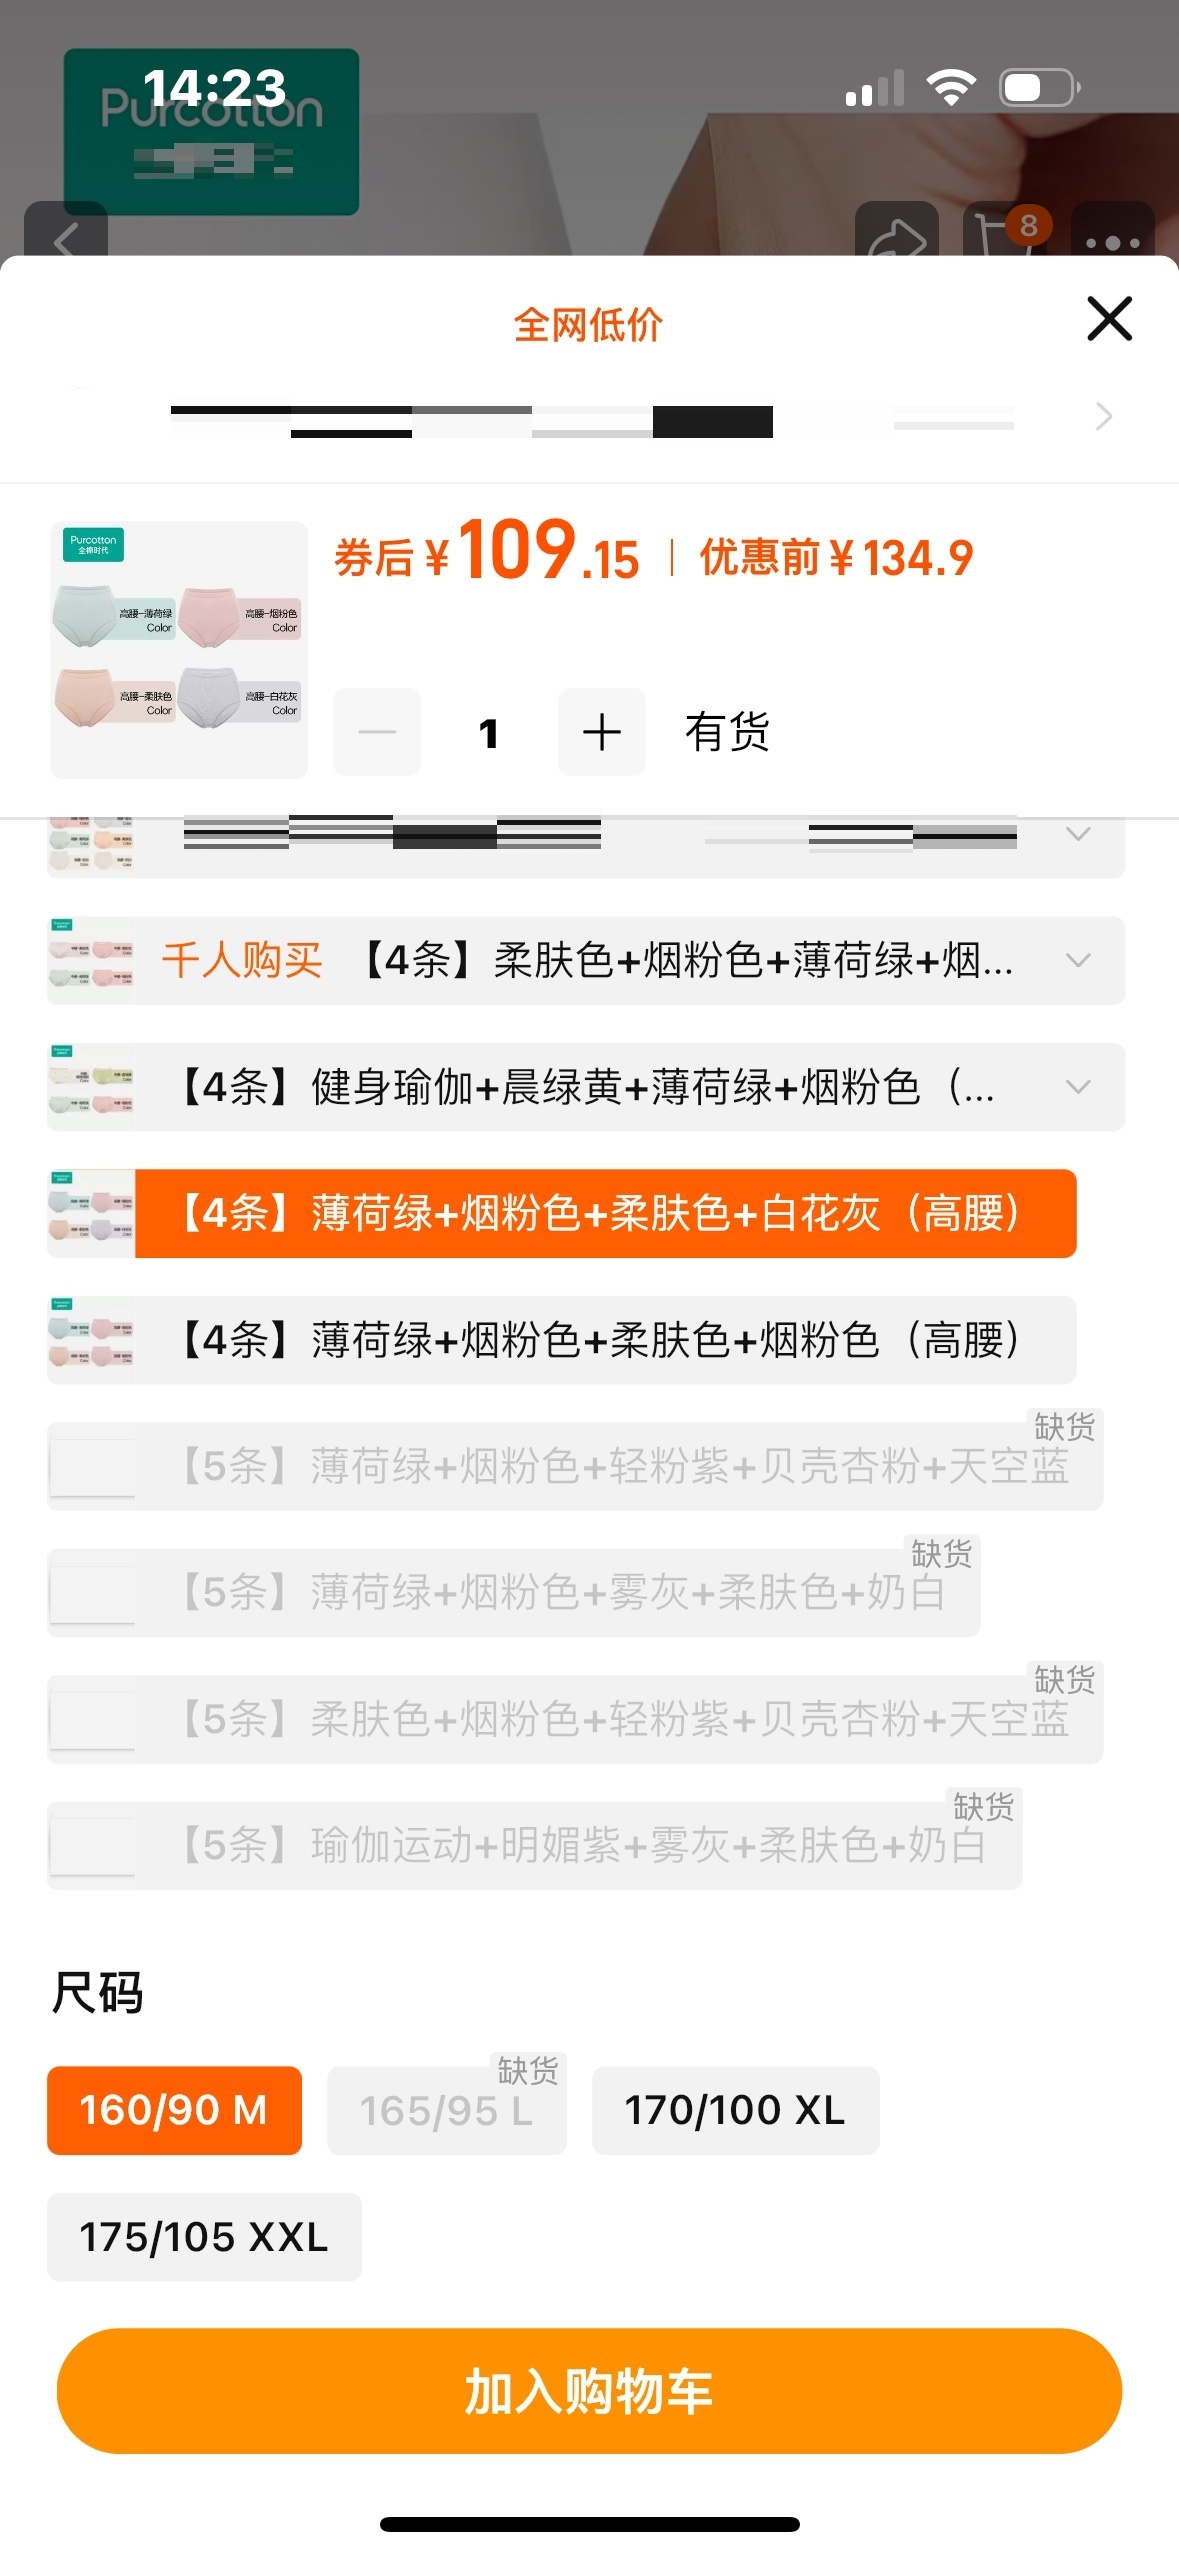 14:23
Purcotton
8
全网低价
Purcotton
全棉时代
高腰-薄荷绿
Color
高腰-烟粉色
Color
高腰-柔肤色
Color
高腰-白花灰
Color
券后¥109.15 | 优惠前¥134.9
1 有货
千人购买 【4条】柔肤色+烟粉色+薄荷绿+烟...
【4条】健身瑜伽+晨绿黄+薄荷绿+烟粉色（...
【4条】薄荷绿+烟粉色+柔肤色+白花灰（高腰）
【4条】薄荷绿+烟粉色+柔肤色+烟粉色（高腰）
缺货
【5条】薄荷绿+烟粉色+轻粉紫+贝壳杏粉+天空蓝
缺货
【5条】薄荷绿+烟粉色+雾灰+柔肤色+奶白
缺货
【5条】柔肤色+烟粉色+轻粉紫+贝壳杏粉+天空蓝
缺货
【5条】瑜伽运动+明媚紫+雾灰+柔肤色+奶白
尺码
缺货
160/90 M 165/95 L 170/100 XL
175/105 XXL
加入购物车